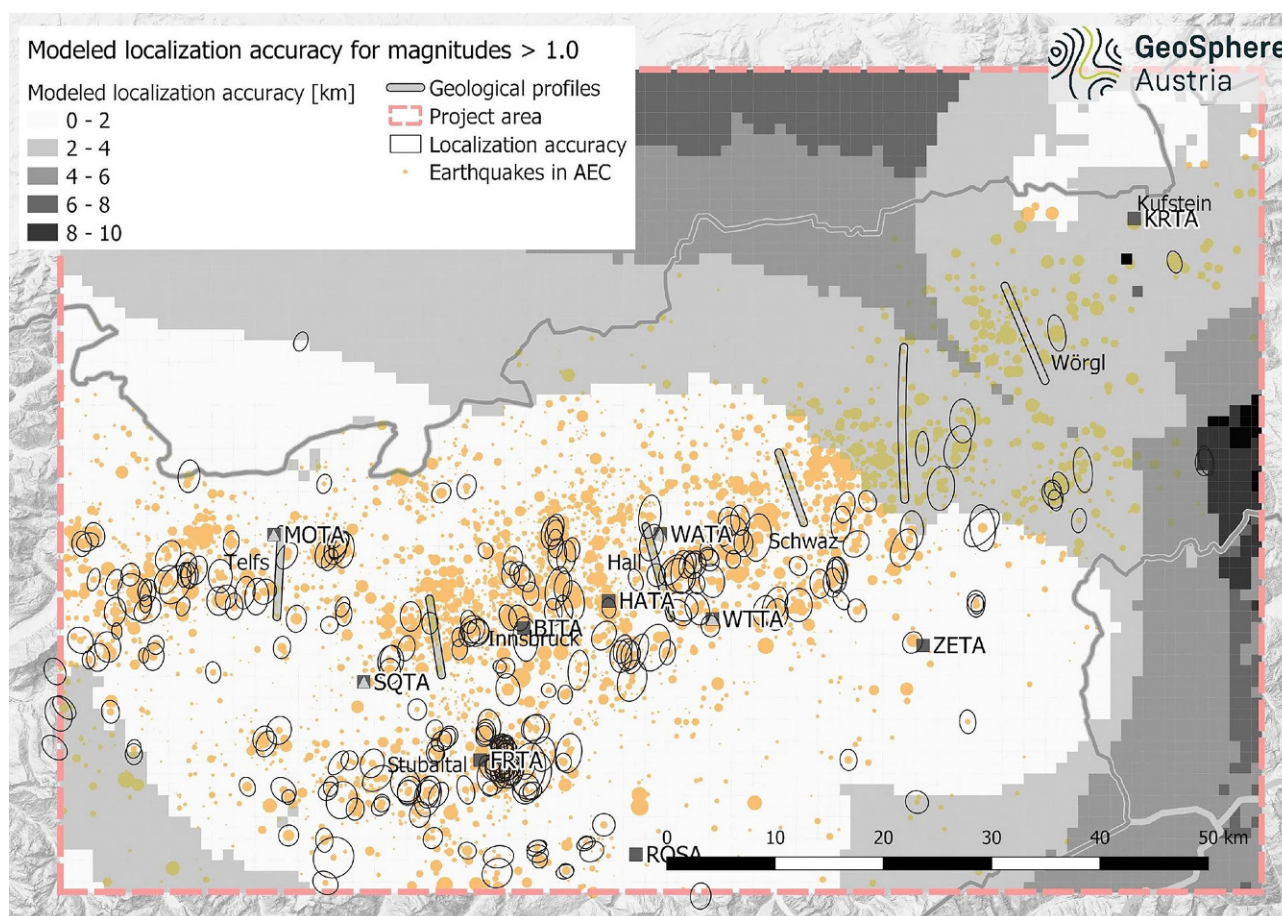 Modeled localization accuracy for magnitudes > 1.0
Modeled localization accuracy [km]
0 - 2
2 - 4
4 - 6
6 - 8
8 - 10
Geological profiles
Project area
Localization accuracy
Earthquakes in AEC
GeoSphere
Austria
Kufstein
KRTA
Wörgl
MOTA
WATA
Schwaz
Telfs
Hall
HATA
WTTA
BITA
Innsbruck
ZETA
SQTA
Stubaital
FRTA
ROSA
0 10 20 30 40 50 km